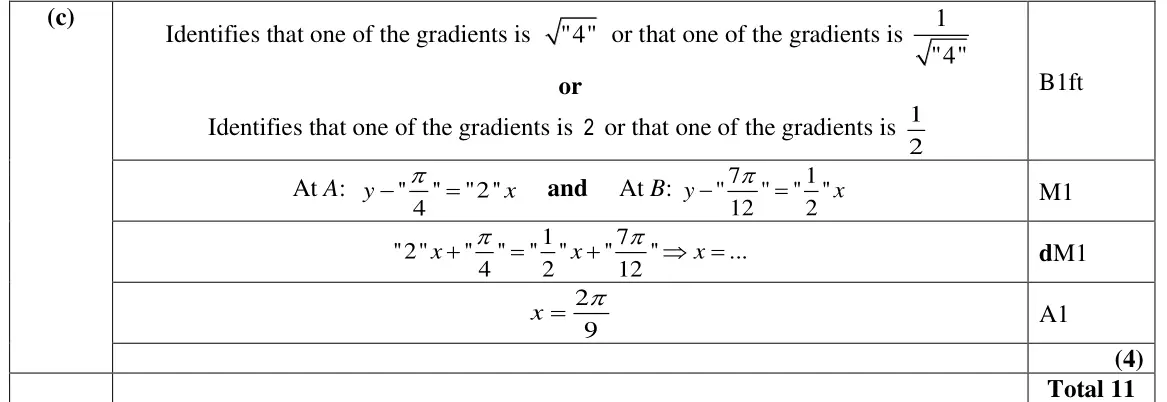 (c)
Identifies that one of the gradients is √"4" or that one of the gradients is 1/√"4"
or
Identifies that one of the gradients is 2 or that one of the gradients is 1/2
B1ft
At A: y − "π/4" = "2"x and At B: y − "7π/12" = "1/2"x
M1
"2"x + "π/4" = "1/2"x + "7π/12" ⇒ x = ...
dM1
x = 2π/9
A1
(4)
Total 11